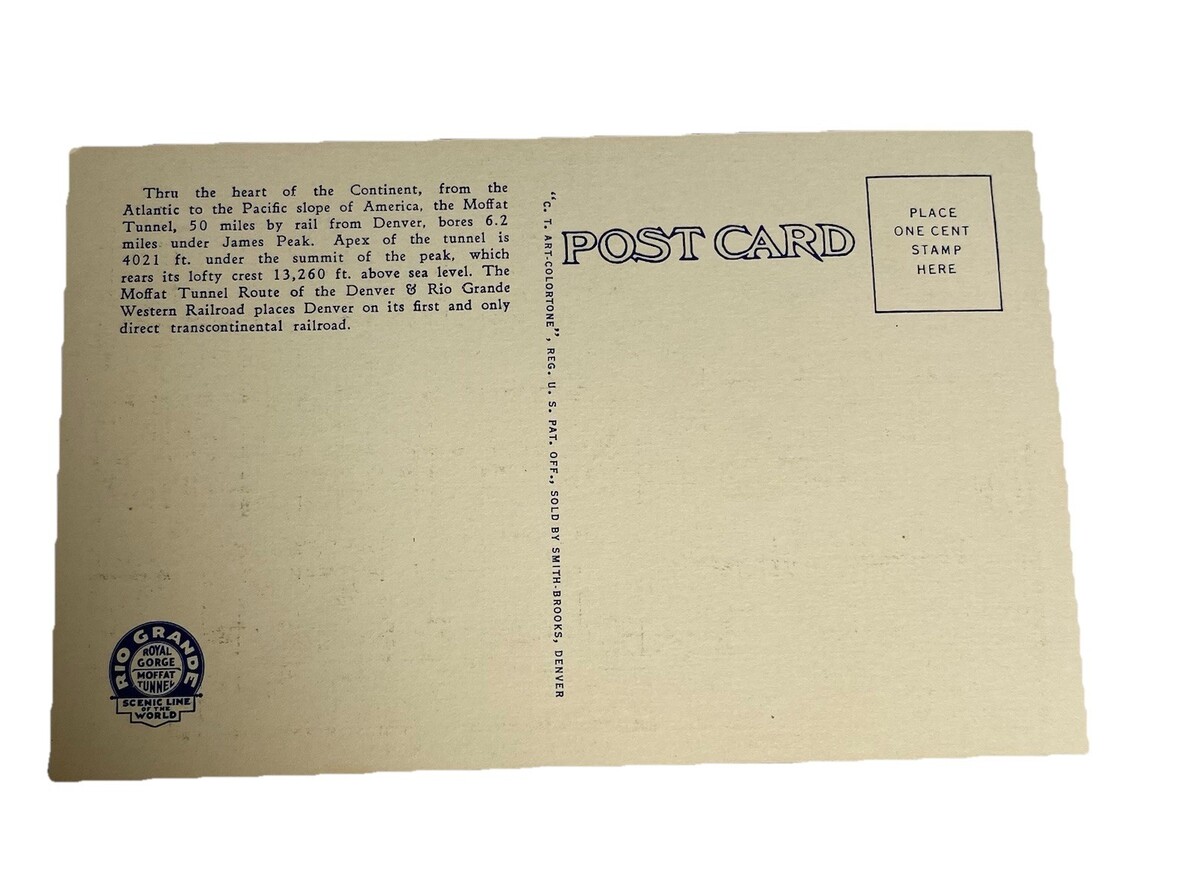 Thru the heart of the Continent, from the
Atlantic to the Pacific slope of America, the Moffat
Tunnel, 50 miles by rail from Denver, bores 6.2
miles under James Peak. Apex of the tunnel is
4021 ft. under the summit of the peak, which
rears its lofty crest 13,260 ft. above sea level. The
Moffat Tunnel Route of the Denver & Rio Grande
Western Railroad places Denver on its first and only
direct transcontinental railroad.
RIO GRANDE
ROYAL
GORGE
MOFFAT
TUNNEL
SCENIC LINE
OF THE
WORLD
"C. T. ART-COLORTONE", REG. U. S. PAT. OFF., SOLD BY SMITH-BROOKS, DENVER
POST CARD
PLACE
ONE CENT
STAMP
HERE